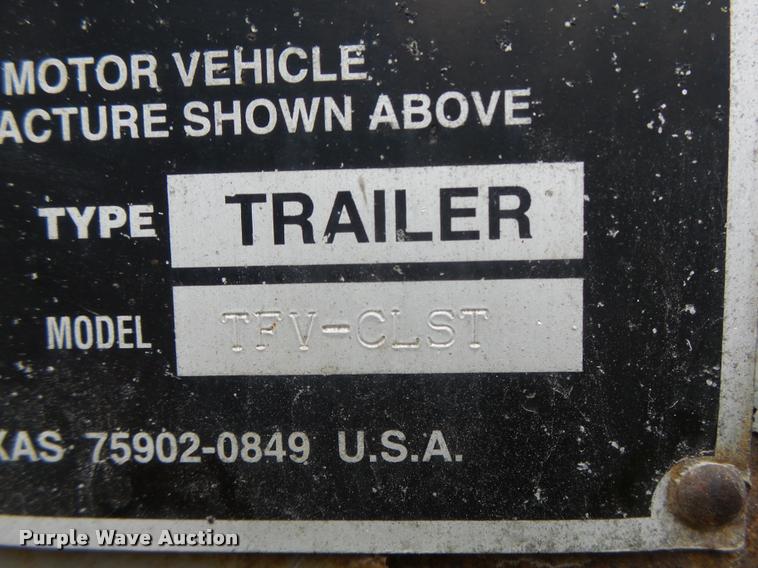 MOTOR VEHICLE
ACTURE SHOWN ABOVE
TYPE TRAILER
MODEL TFV-CLST
XAS 75902-0849 U.S.A.
Purple Wave Auction